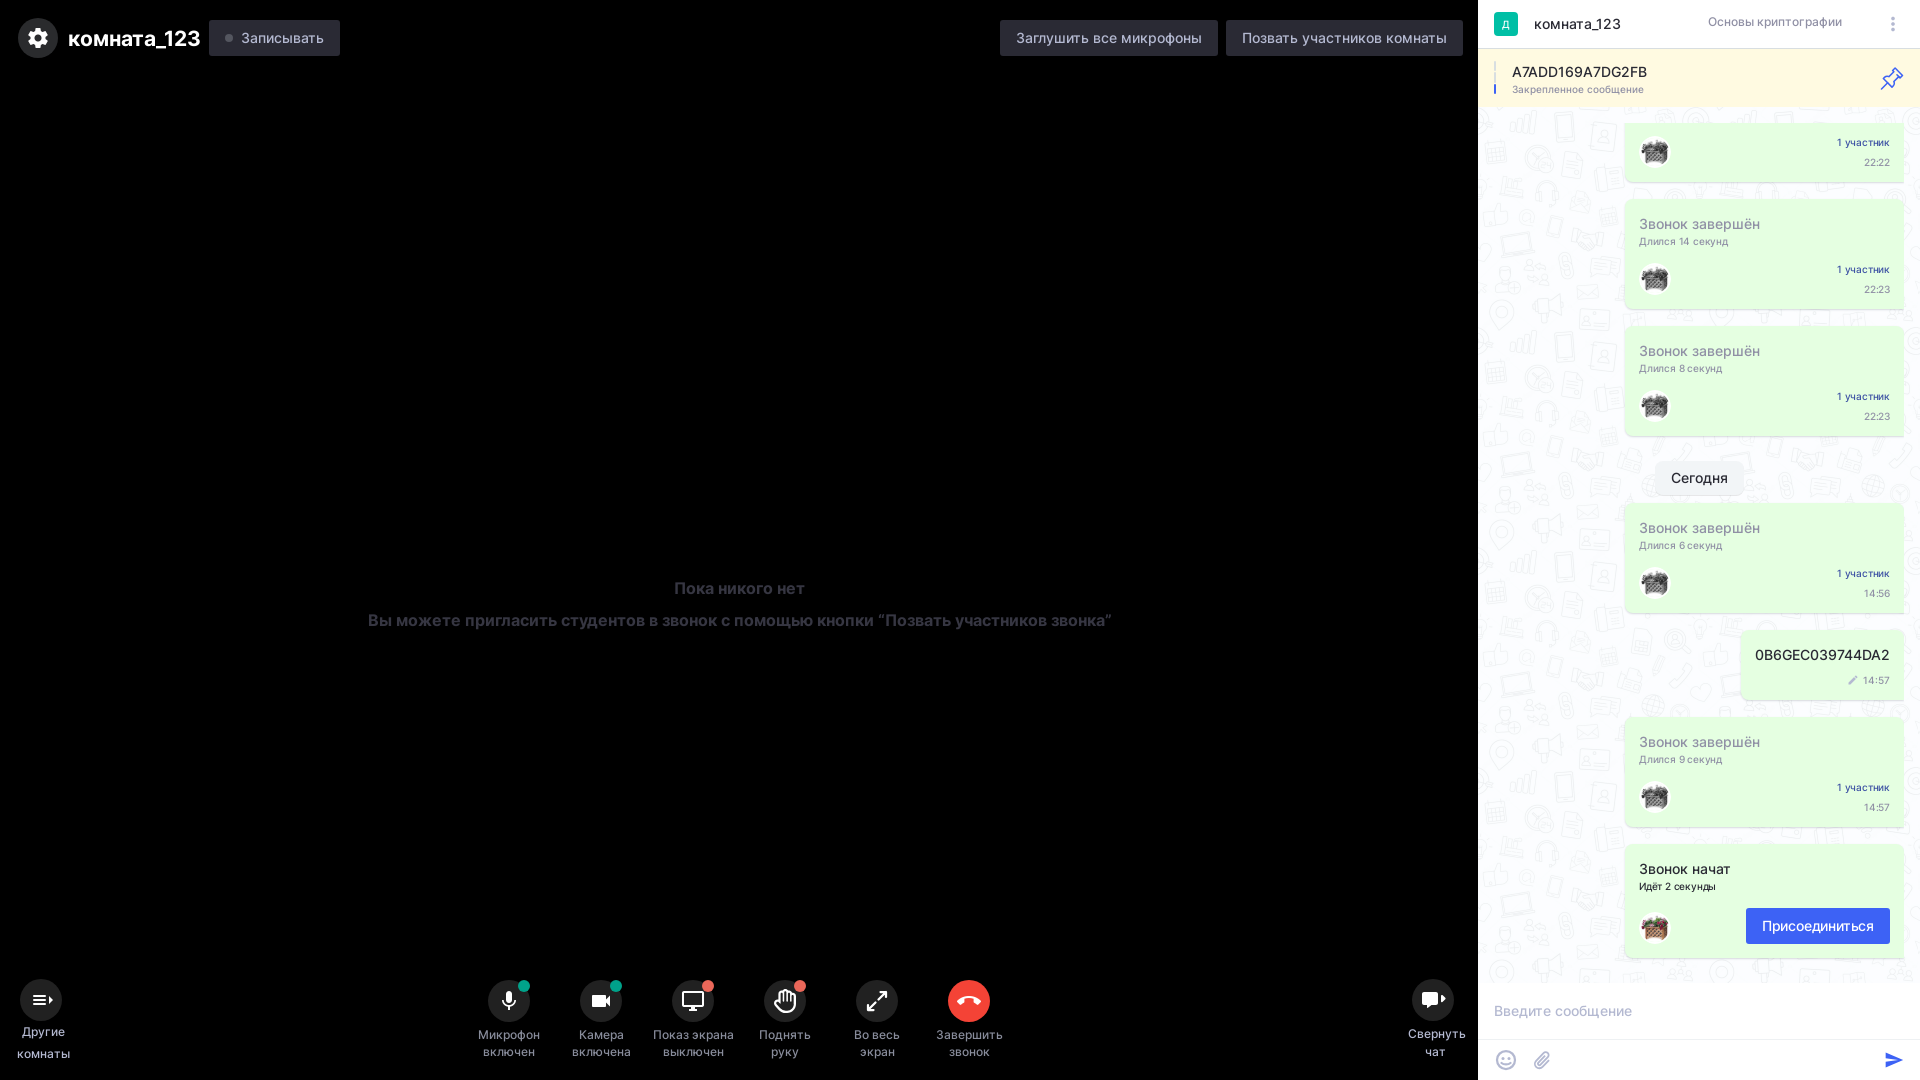 комната_123
Записывать
Заглушить все микрофоны
Позвать участников комнаты
Пока никого нет
Вы можете пригласить студентов в звонок с помощью кнопки “Позвать участников звонка”
Другие
комнаты
Микрофон
включен
Камера
включена
Показ экрана
выключен
Поднять
руку
Во весь
экран
Завершить
звонок
Свернуть
чат
Д
комната_123
Основы криптографии
A7ADD169A7DG2FB
Закрепленное сообщение
1 участник
22:22
Звонок завершён
Длился 14 секунд
1 участник
22:23
Звонок завершён
Длился 8 секунд
1 участник
22:23
Сегодня
Звонок завершён
Длился 6 секунд
1 участник
14:56
0B6GEC039744DA2
14:57
Звонок завершён
Длился 9 секунд
1 участник
14:57
Звонок начат
Идёт 2 секунды
Присоединиться
Введите сообщение